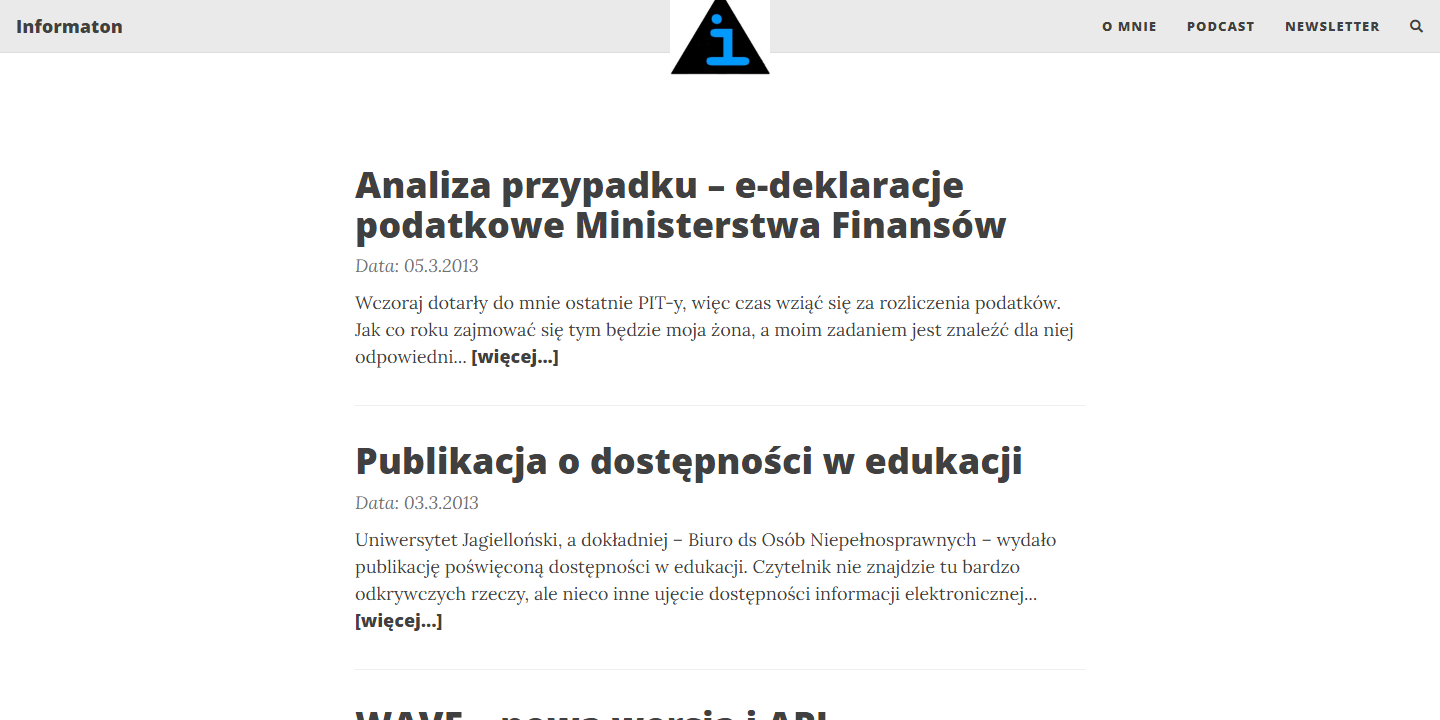 Informaton
i
O MNIE
PODCAST
NEWSLETTER
Analiza przypadku – e-deklaracje
podatkowe Ministerstwa Finansów
Data: 05.3.2013
Wczoraj dotarły do mnie ostatnie PIT-y, więc czas wziąć się za rozliczenia podatków.
Jak co roku zajmować się tym będzie moja żona, a moim zadaniem jest znaleźć dla niej
odpowiedni... [więcej...]
Publikacja o dostępności w edukacji
Data: 03.3.2013
Uniwersytet Jagielloński, a dokładniej – Biuro ds Osób Niepełnosprawnych – wydało
publikację poświęconą dostępności w edukacji. Czytelnik nie znajdzie tu bardzo
odkrywczych rzeczy, ale nieco inne ujęcie dostępności informacji elektronicznej...
[więcej...]
WAVE – nowa wersja i API